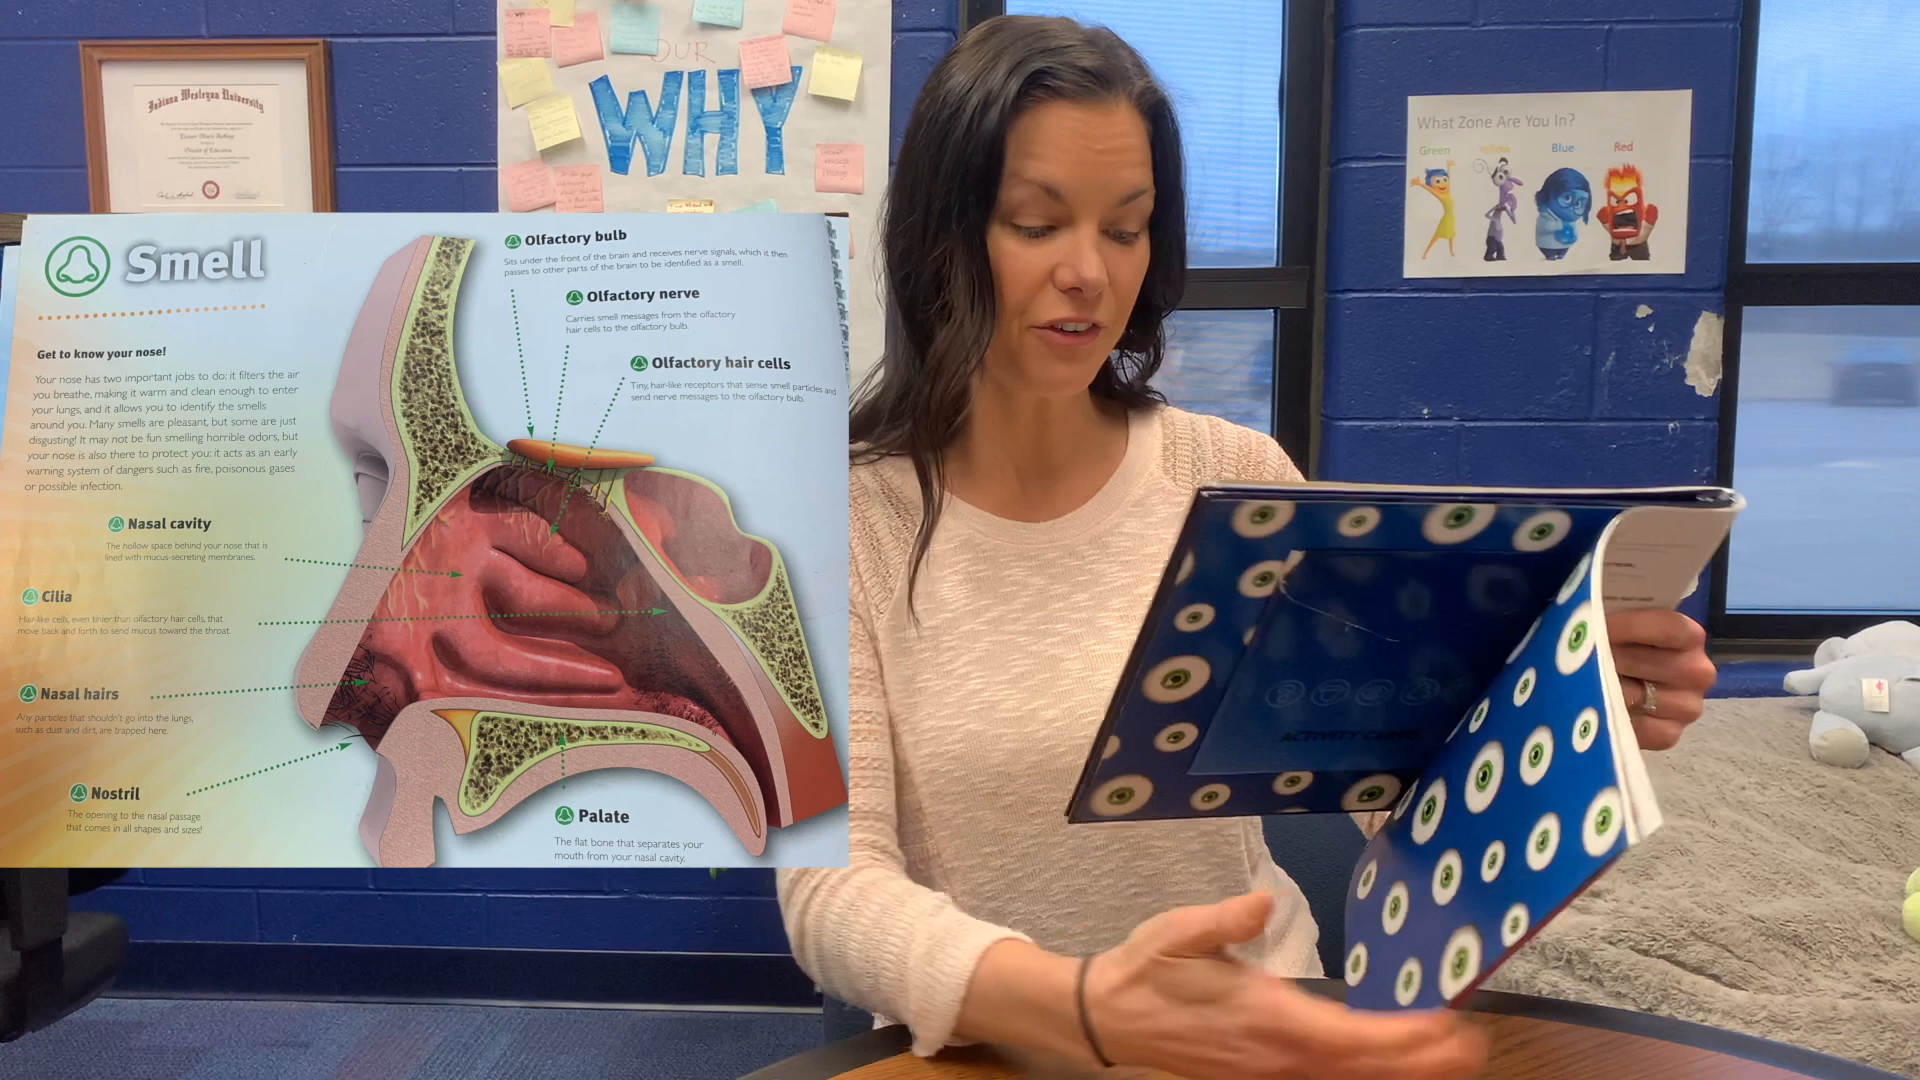 Indiana Wesleyan University
Master of Education
OUR
WHY
What Zone Are You In?
Green Yellow Blue Red
Smell
Get to know your nose!
Your nose has two important jobs to do: it filters the air
you breathe, making it warm and clean enough to enter
your lungs, and it allows you to identify the smells
around you. Many smells are pleasant, but some are just
disgusting! It may not be fun smelling horrible odors, but
your nose is also there to protect you: it acts as an early
warning system of dangers such as fire, poisonous gases
or possible infection.
Olfactory bulb
Sits under the front of the brain and receives nerve signals, which it then
passes to other parts of the brain to be identified as a smell.
Olfactory nerve
Carries smell messages from the olfactory
hair cells to the olfactory bulb.
Olfactory hair cells
Tiny, hair-like receptors that sense smell particles and
send nerve messages to the olfactory bulb.
Nasal cavity
The hollow space behind your nose that is
lined with mucus-secreting membranes.
Cilia
Hair-like cells, even tinier than olfactory hair cells, that
move back and forth to send mucus toward the throat.
Nasal hairs
Any particles that shouldn't go into the lungs,
such as dust and dirt, are trapped here.
Nostril
The opening to the nasal passage
that comes in all shapes and sizes!
Palate
The flat bone that separates your
mouth from your nasal cavity.
ACTIVITY CARDS